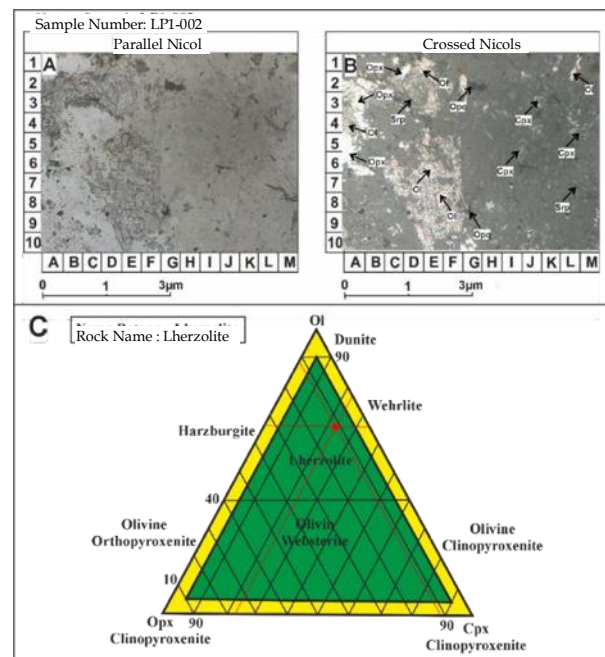 Sample Number: LP1-002
Parallel Nicol
Crossed Nicols
1
2
3
4
5
6
7
8
9
10
A
A B C D E F G H I J K L M
0 1 3µm
1
2
3
4
5
6
7
8
9
10
B
Opx
Ol
Opx
Srp
Opq
Ol
Cpx
Ol
Cpx
Opx
Cpx
Ol
Ol
Srp
Opq
A B C D E F G H I J K L M
0 1 3µm
C
Rock Name : Lherzolite
Ol
Dunite
90
Wehrlite
Harzburgite
Lherzolite
40
Olivine
Orthopyroxenite
Olivin
Websterite
Olivine
Clinopyroxenite
10
90
90
Opx
Clinopyroxenite
Cpx
Clinopyroxenite